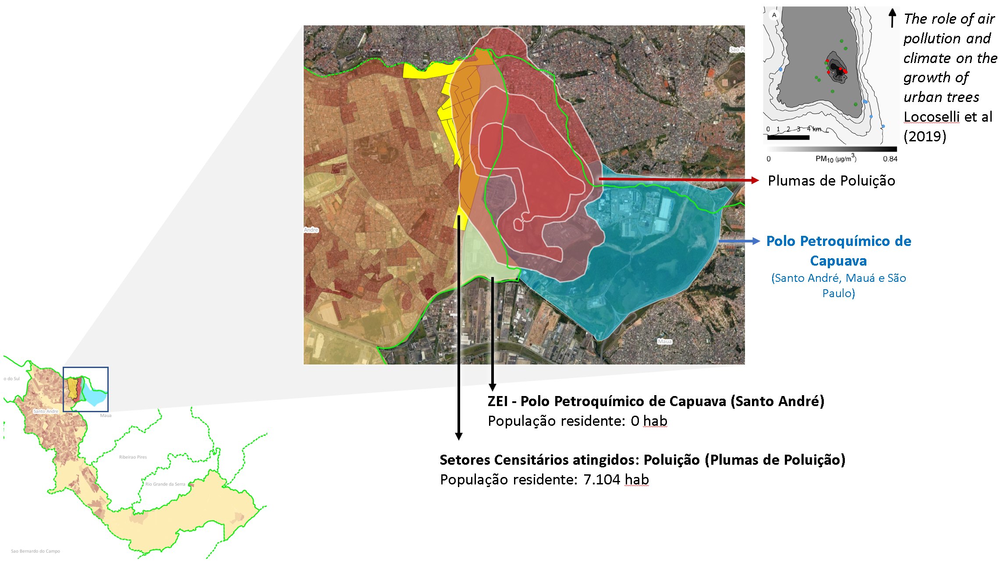 A
The role of air
pollution and
climate on the
growth of
urban trees
Locoselli et al
(2019)
0 1 2 3 4 km
PM10 (µg/m³)
0 0.84
Sao Pa
Plumas de Poluição
Andre
Polo Petroquímico de
Capuava
(Santo André, Mauá e São
Paulo)
Maua
ZEI - Polo Petroquímico de Capuava (Santo André)
População residente: 0 hab
Setores Censitários atingidos: Poluição (Plumas de Poluição)
População residente: 7.104 hab
o do Sul
Santo Andre
Maua
Ribeirao Pires
Rio Grande da Serra
Sao Bernardo do Campo